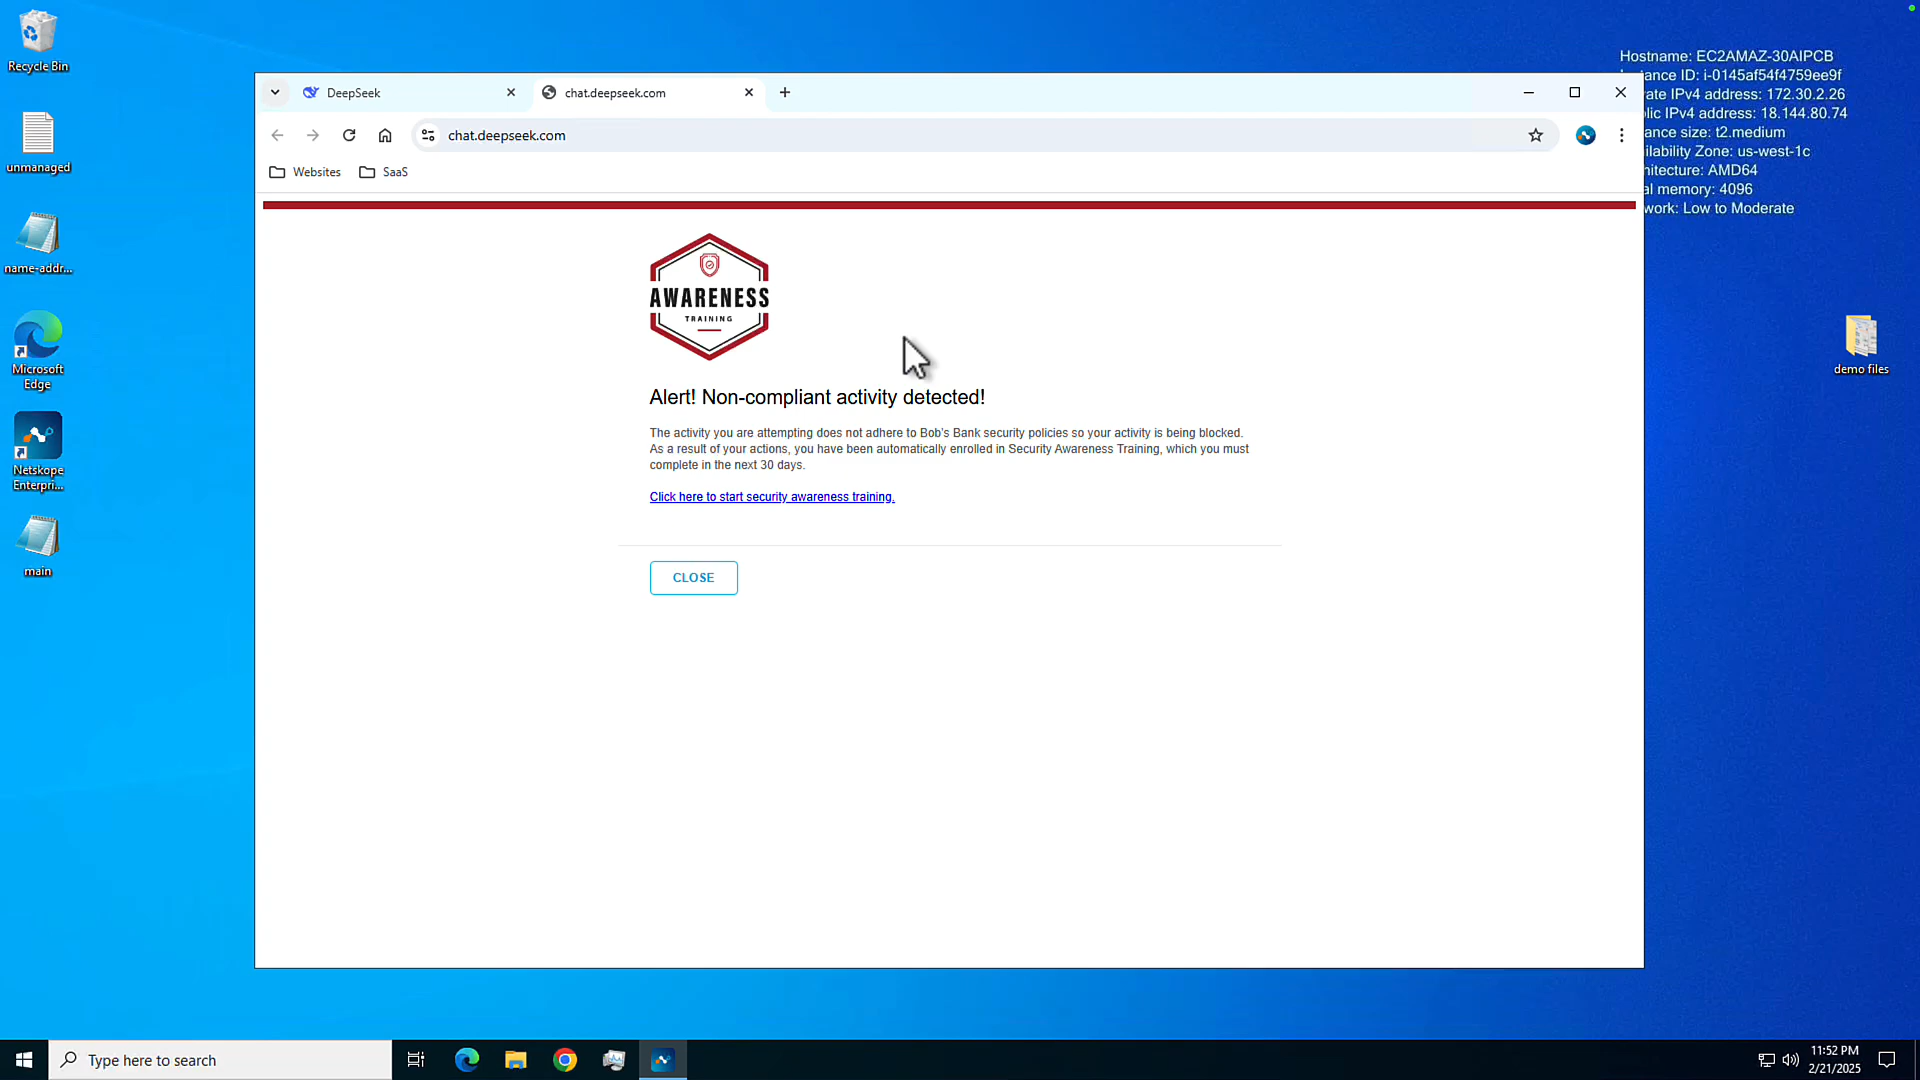 Recycle Bin
unmanaged
name-addr...
Microsoft
Edge
Netskope
Enterpri...
main
Hostname: EC2AMAZ-30AIPCB
ance ID: i-0145af54f4759ee9f
ate IPv4 address: 172.30.2.26
lic IPv4 address: 18.144.80.74
ance size: t2.medium
ilability Zone: us-west-1c
itecture: AMD64
al memory: 4096
work: Low to Moderate
demo files
DeepSeek
chat.deepseek.com
chat.deepseek.com
Websites
SaaS
AWARENESS
TRAINING
Alert! Non-compliant activity detected!
The activity you are attempting does not adhere to Bob's Bank security policies so your activity is being blocked.
As a result of your actions, you have been automatically enrolled in Security Awareness Training, which you must
complete in the next 30 days.
Click here to start security awareness training.
CLOSE
Type here to search
11:52 PM
2/21/2025